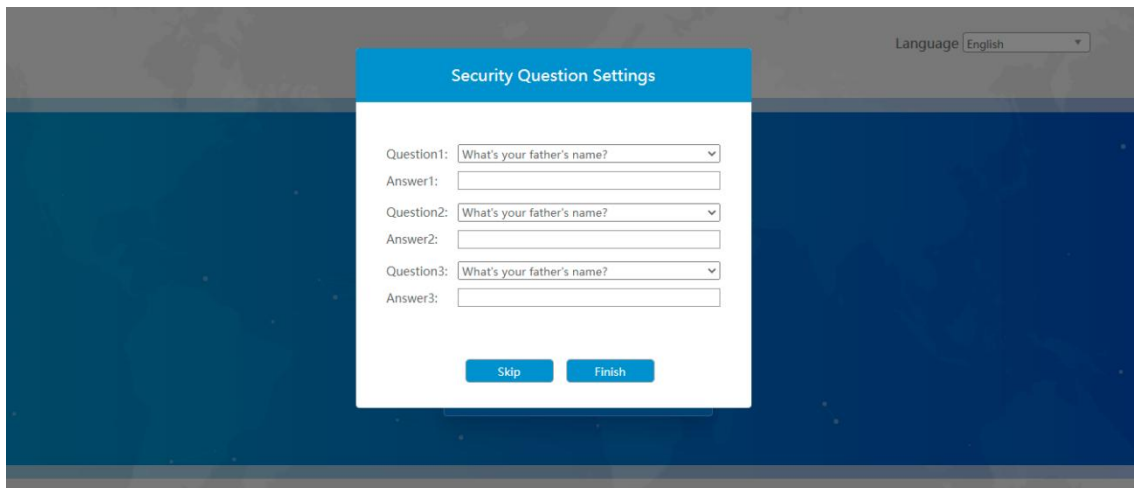 Language English
Security Question Settings
Question1: What's your father's name?
Answer1:
Question2: What's your father's name?
Answer2:
Question3: What's your father's name?
Answer3:
Skip Finish